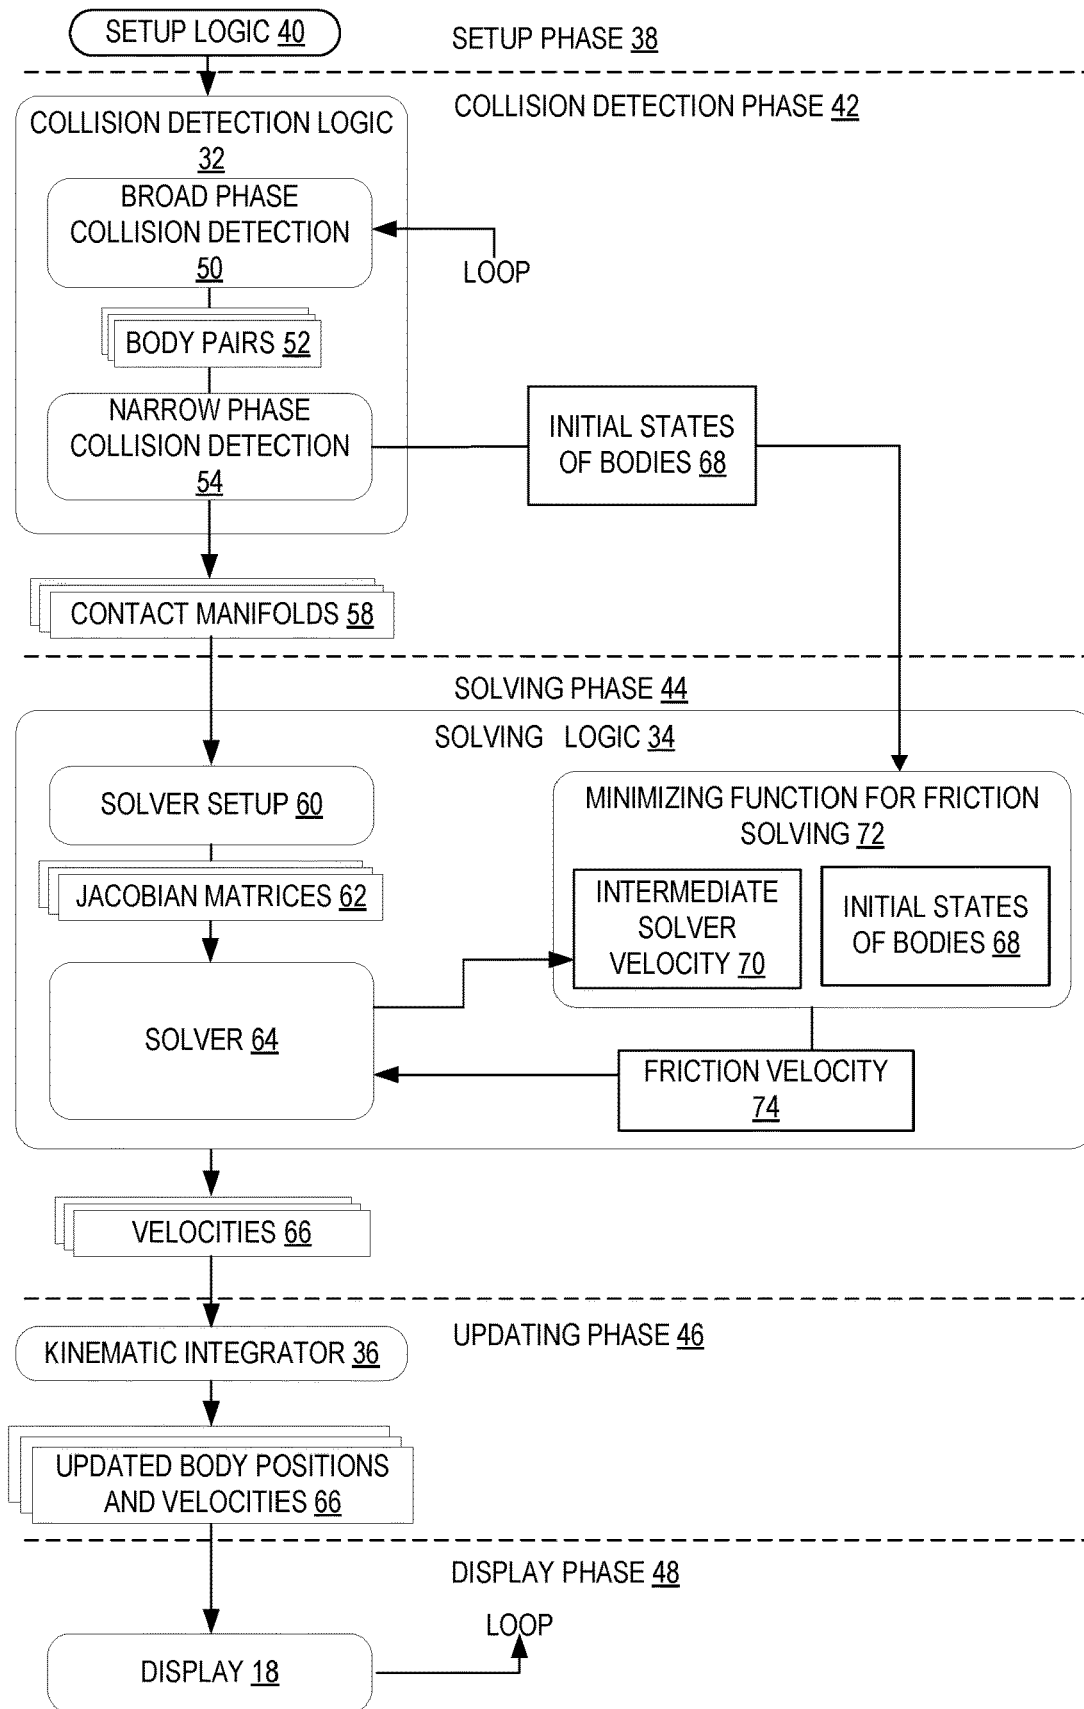 SETUP LOGIC 40
SETUP PHASE 38
COLLISION DETECTION PHASE 42
COLLISION DETECTION LOGIC
32
BROAD PHASE
COLLISION DETECTION
50
LOOP
BODY PAIRS 52
NARROW PHASE
COLLISION DETECTION
54
INITIAL STATES
OF BODIES 68
CONTACT MANIFOLDS 58
SOLVING PHASE 44
SOLVING LOGIC 34
SOLVER SETUP 60
MINIMIZING FUNCTION FOR FRICTION
SOLVING 72
JACOBIAN MATRICES 62
INTERMEDIATE
SOLVER
VELOCITY 70
INITIAL STATES
OF BODIES 68
SOLVER 64
FRICTION VELOCITY
74
VELOCITIES 66
UPDATING PHASE 46
KINEMATIC INTEGRATOR 36
UPDATED BODY POSITIONS
AND VELOCITIES 66
DISPLAY PHASE 48
LOOP
DISPLAY 18